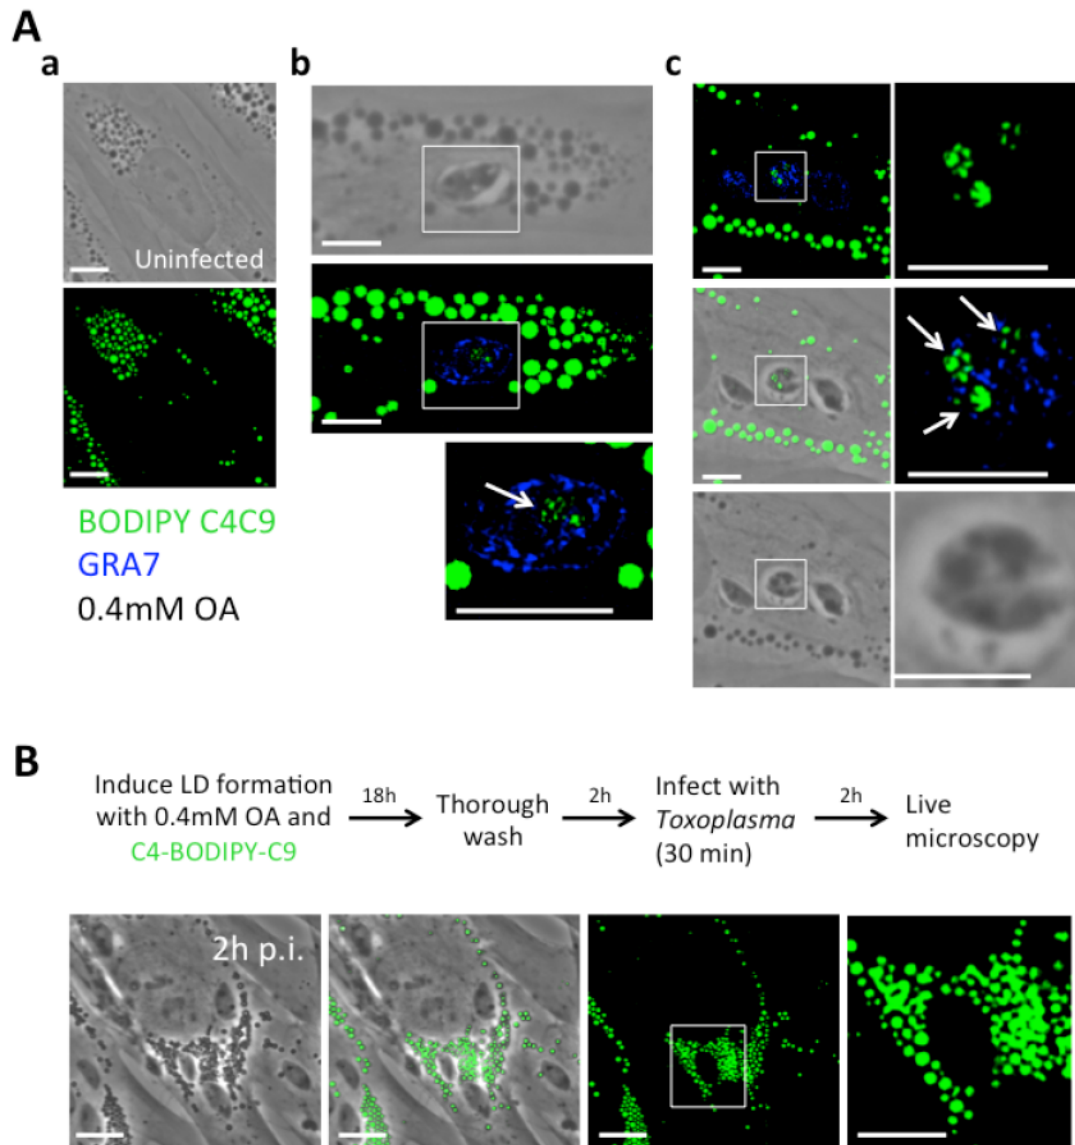 A
a
b
c
Uninfected
BODIPY C4C9
GRA7
0.4mM OA
B
Induce LD formation
with 0.4mM OA and
C4-BODIPY-C9
18h
Thorough
wash
2h
Infect with
Toxoplasma
(30 min)
2h
Live
microscopy
2h p.i.